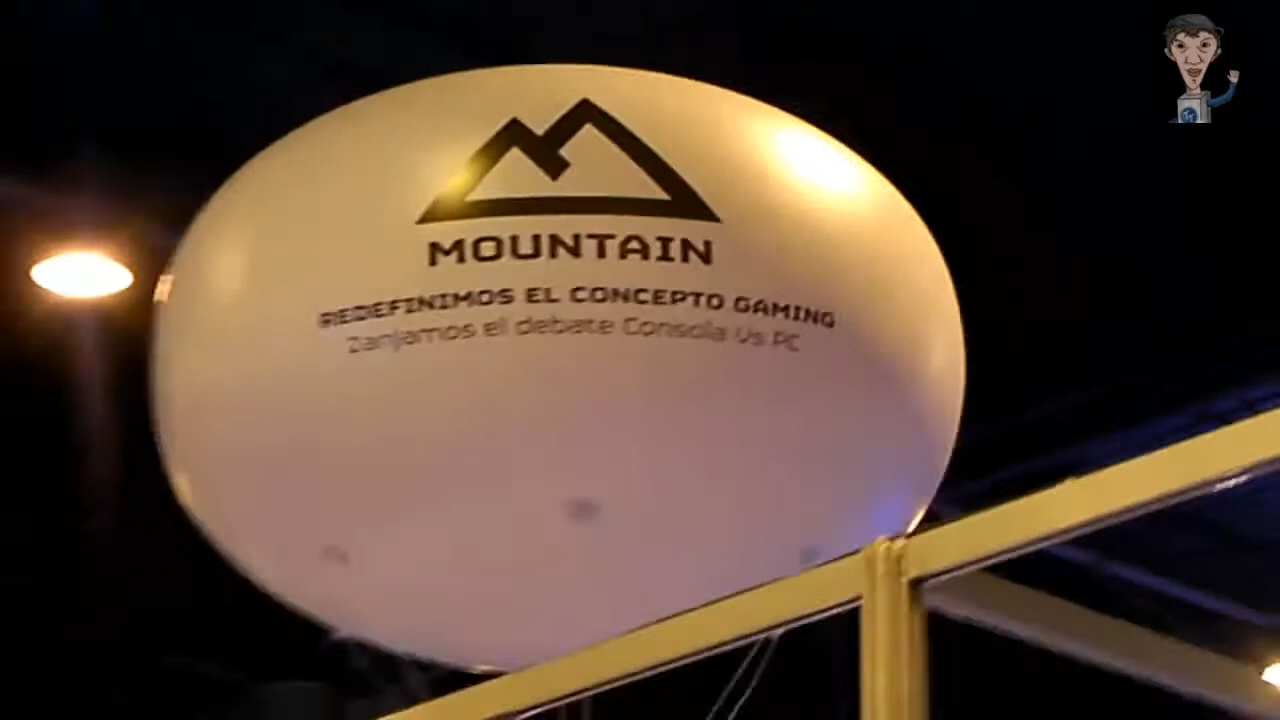 MOUNTAIN
REDEFINIMOS EL CONCEPTO GAMING
Zanjamos el debate Consola Vs PC